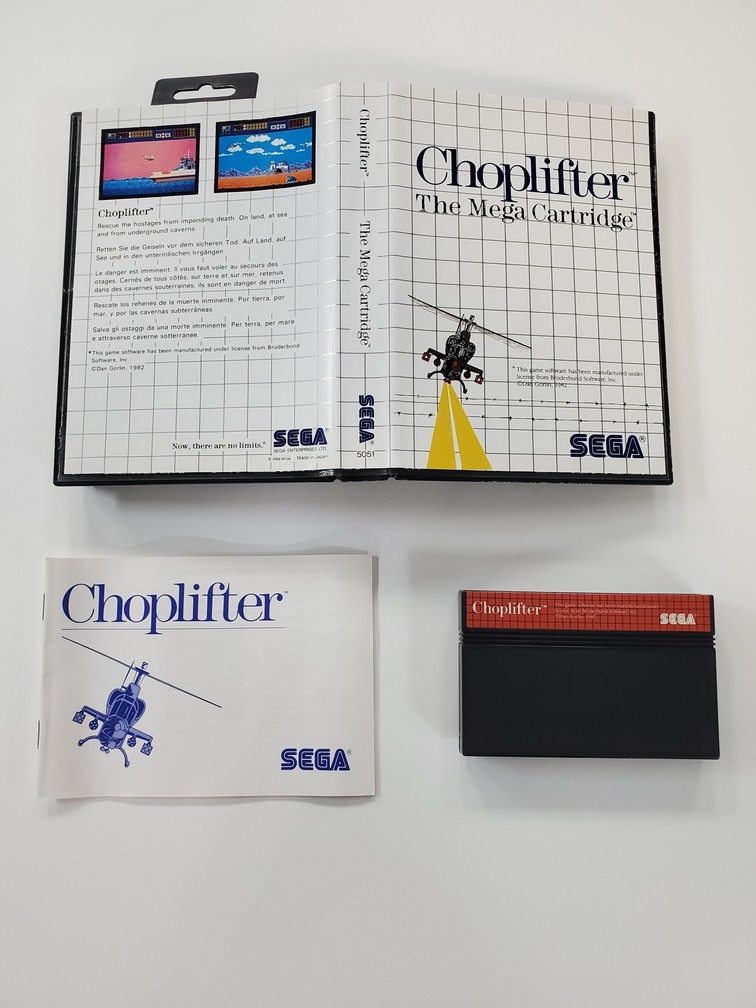 Choplifter™
Rescue the hostages from impending death. On land, at sea
and from underground caverns.
Retten Sie die Geiseln vor dem sicheren Tod. Auf Land, auf
See und in den unterirdischen Irrgängen.
Le danger est imminent. Il vous faut voler au secours des
otages. Cernés de tous côtés, sur terre et sur mer, retenus
dans des cavernes souterraines, ils sont en danger de mort.
Rescate los rehenes de la muerte inminente. Por tierra, por
mar, y por las cavernas subterráneas.
Salva gli ostaggi da una morte imminente. Per terra, per mare
e attraverso caverne sotterranee.
*This game software has been manufactured under license from Broderbund
Software, Inc.
©Dan Gorlin, 1982
Now, there are no limits.®
SEGA®
SEGA ENTERPRISES LTD.
Made in Japan
Choplifter™
The Mega Cartridge™
SEGA®
5051
Choplifter™
The Mega Cartridge™
* This game software has been manufactured under
license from Broderbund Software, Inc.
©Dan Gorlin, 1982
SEGA®
Choplifter™
SEGA®
Choplifter™
SEGA